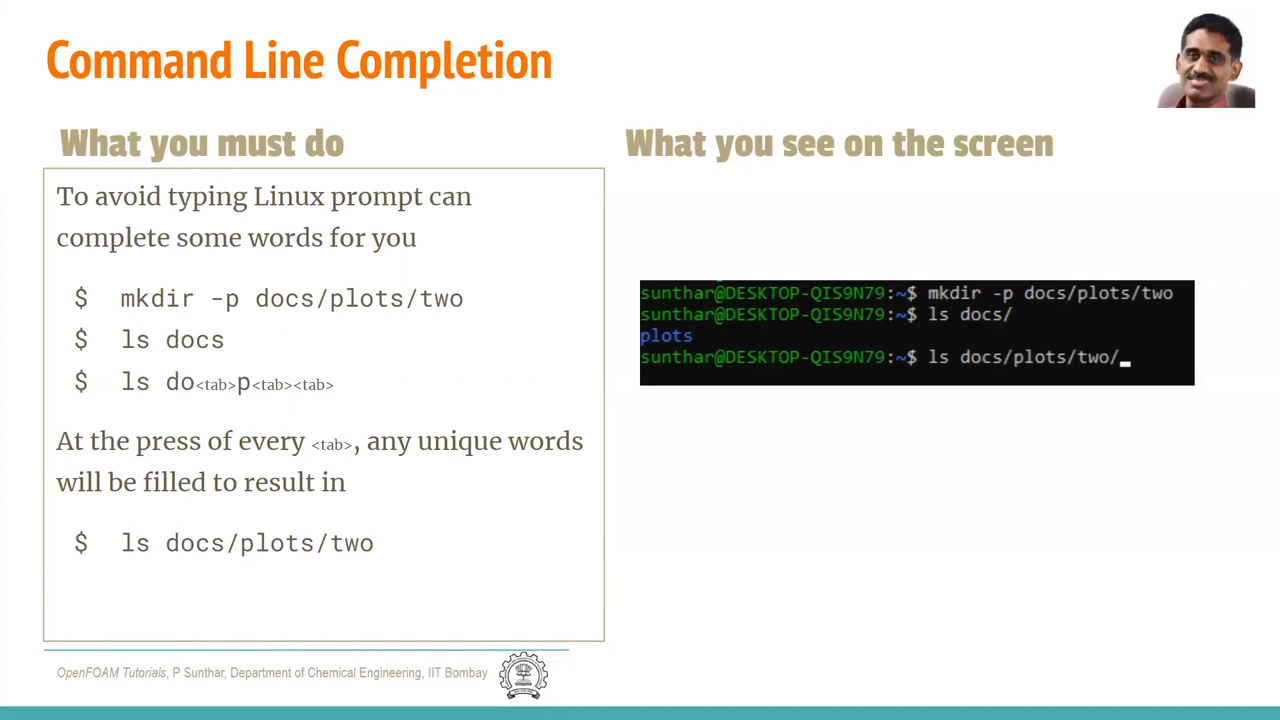 Command Line Completion
What you must do
To avoid typing Linux prompt can
complete some words for you
$ mkdir -p docs/plots/two
$ ls docs
$ ls do<tab>p<tab><tab>
At the press of every <tab>, any unique words
will be filled to result in
$ ls docs/plots/two
What you see on the screen
sunthar@DESKTOP-QIS9N79:~$ mkdir -p docs/plots/two
sunthar@DESKTOP-QIS9N79:~$ ls docs/
plots
sunthar@DESKTOP-QIS9N79:~$ ls docs/plots/two/_
OpenFOAM Tutorials, P Sunthar, Department of Chemical Engineering, IIT Bombay